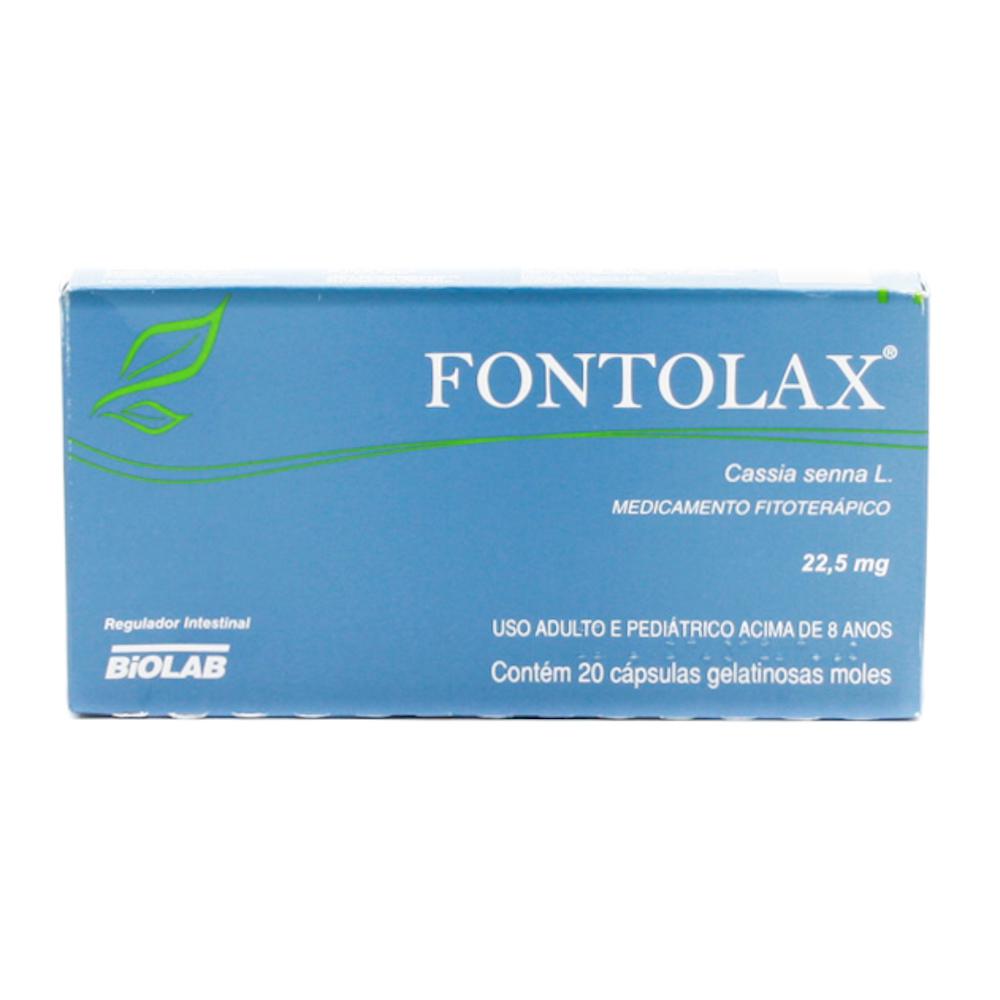 FONTOLAX®
Cassia senna L.
MEDICAMENTO FITOTERÁPICO
22,5 mg
Regulador Intestinal
BiOLAB
USO ADULTO E PEDIÁTRICO ACIMA DE 8 ANOS
Contém 20 cápsulas gelatinosas moles